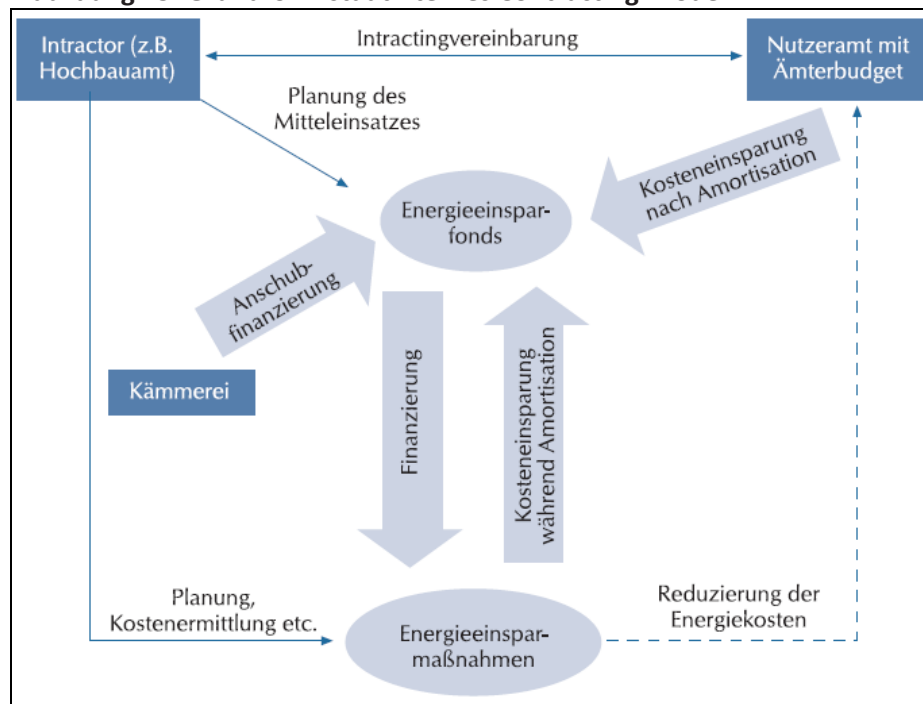 Intractor (z.B.
Hochbauamt)
Intractingvereinbarung
Nutzeramt mit
Ämterbudget
Planung des
Mitteleinsatzes
Kosteneinsparung
nach Amortisation
Energieeinspar-
fonds
Anschub-
finanzierung
Kämmerei
Finanzierung
Kosteneinsparung
während Amortisation
Planung,
Kostenermittlung etc.
Energieeinspar-
maßnahmen
Reduzierung der
Energiekosten